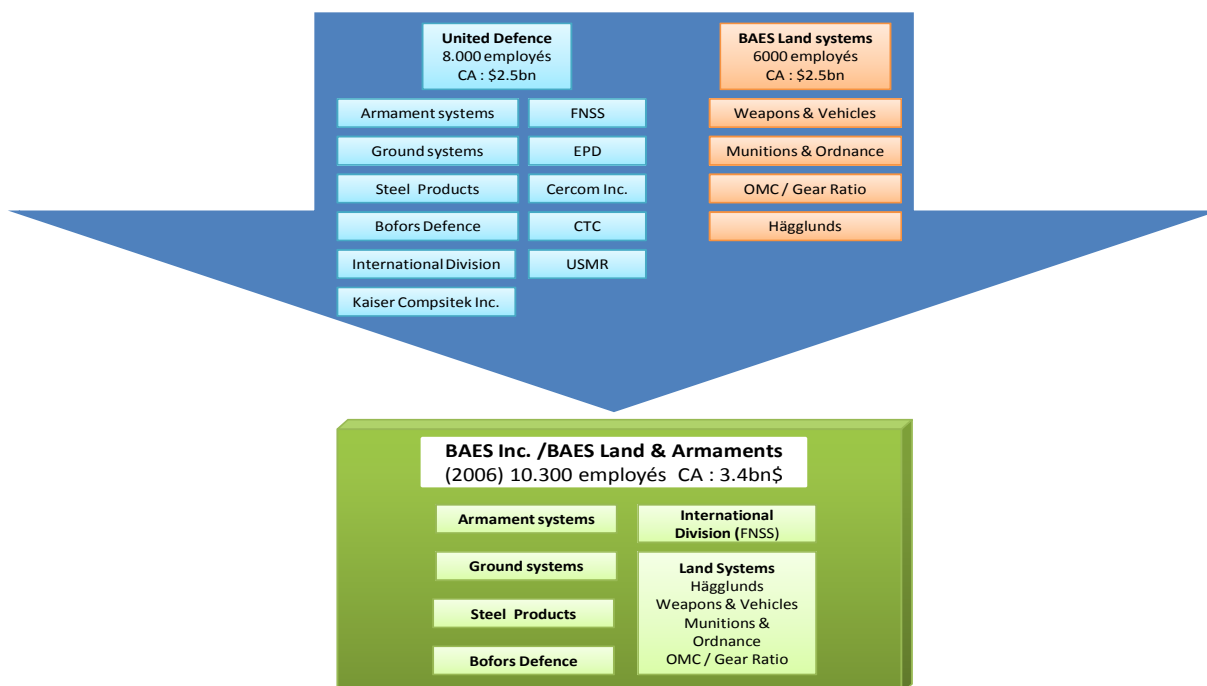 United Defence
8.000 employés
CA : $2.5bn
BAES Land systems
6000 employés
CA : $2.5bn
Armament systems
FNSS
Weapons & Vehicles
Ground systems
EPD
Munitions & Ordnance
Steel Products
Cercom Inc.
OMC / Gear Ratio
Bofors Defence
CTC
Hägglunds
International Division
USMR
Kaiser Compsitek Inc.
BAES Inc. /BAES Land & Armaments
(2006) 10.300 employés CA : 3.4bn$
Armament systems
International
Division (FNSS)
Ground systems
Land Systems
Hägglunds
Weapons & Vehicles
Munitions &
Ordnance
OMC / Gear Ratio
Steel Products
Bofors Defence